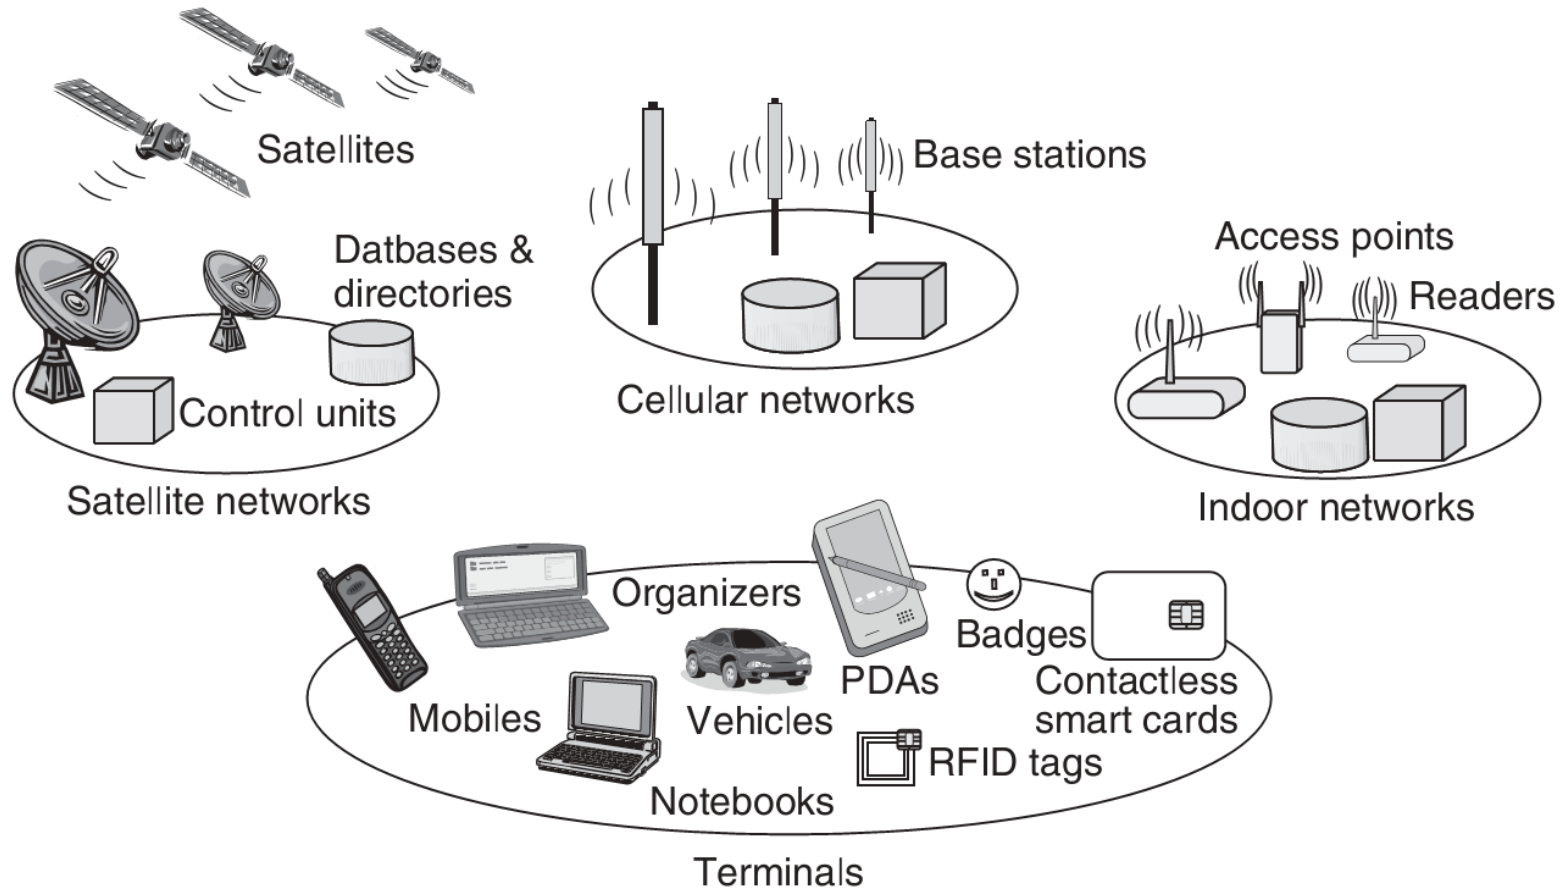 Satellites
Base stations
Datbases &
directories
Access points
Readers
Control units
Cellular networks
Satellite networks
Indoor networks
Organizers
Badges
PDAs
Contactless
smart cards
Mobiles
Vehicles
RFID tags
Notebooks
Terminals